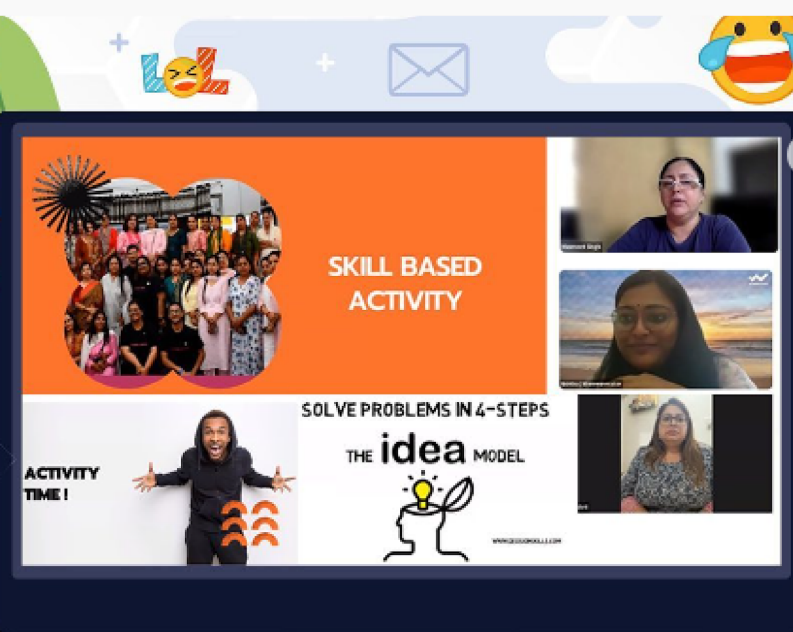 LOL
SKILL BASED
ACTIVITY
ACTIVITY
TIME !
SOLVE PROBLEMS IN 4-STEPS
THE idea MODEL